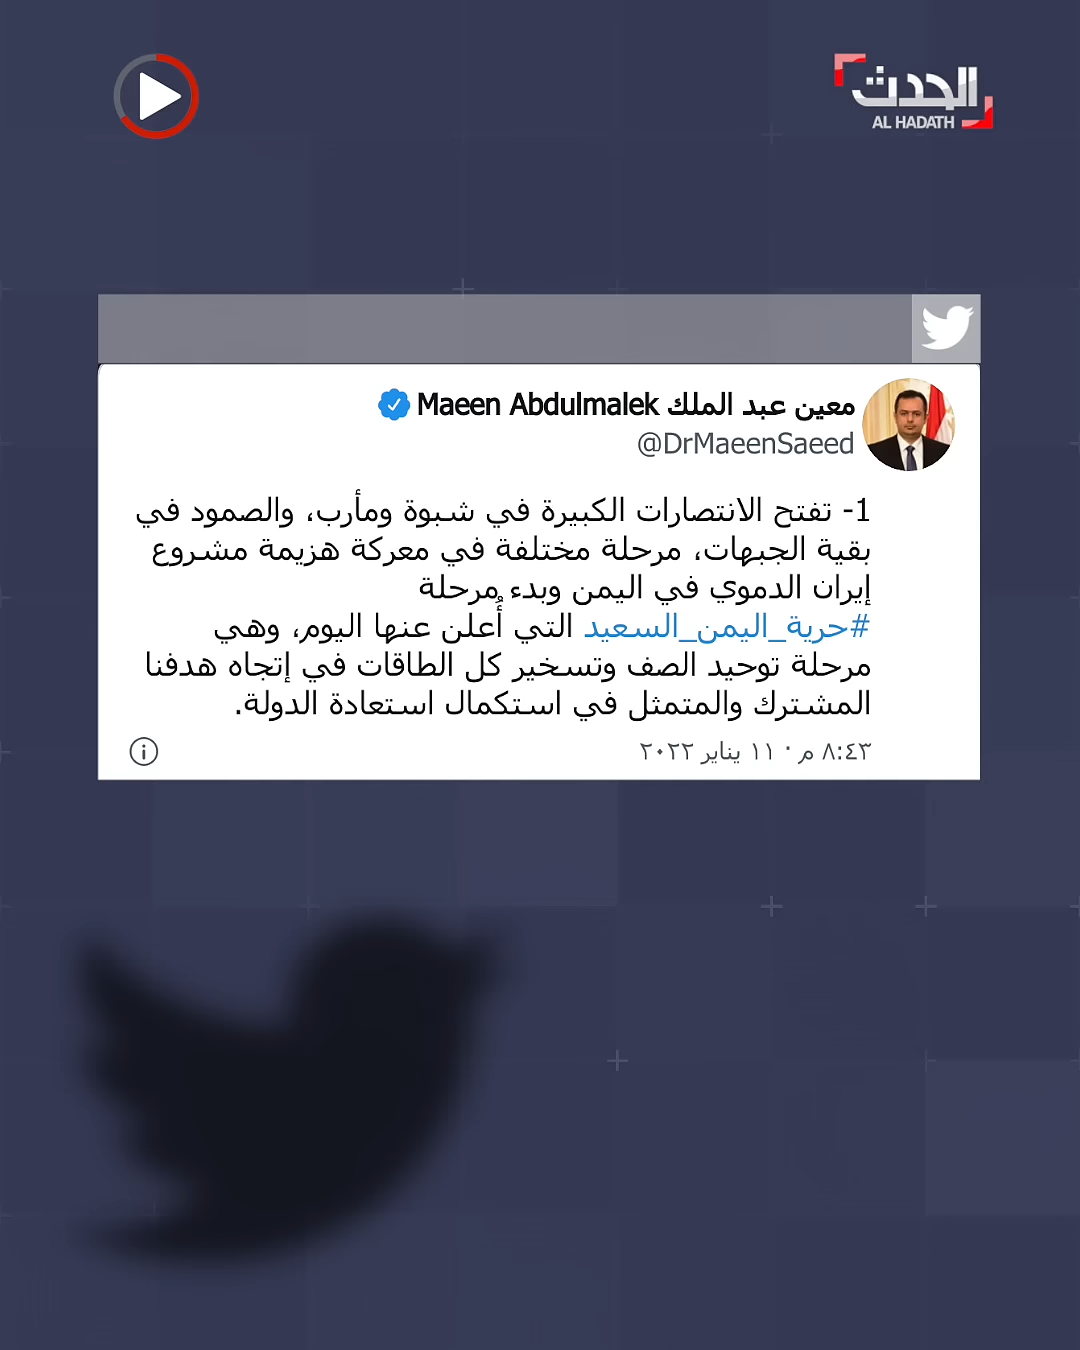 الحدث
AL HADATH
معين عبد الملك Maeen Abdulmalek
@DrMaeenSaeed
1- تفتح الانتصارات الكبيرة في شبوة ومأرب، والصمود في
بقية الجبهات، مرحلة مختلفة في معركة هزيمة مشروع
إيران الدموي في اليمن وبدء مرحلة
#حرية_اليمن_السعيد التي أُعلن عنها اليوم، وهي
مرحلة توحيد الصف وتسخير كل الطاقات في إتجاه هدفنا
المشترك والمتمثل في استكمال استعادة الدولة.
٨:٤٣ م · ١١ يناير ٢٠٢٢